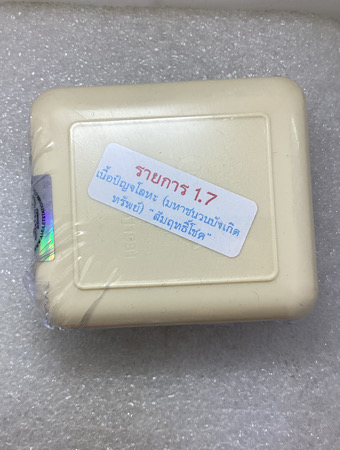 รายการ 1.7
เนื้อปัญจโลหะ (มหาชนวนบังเกิด
ทรัพย์) "สัมฤทธิ์โชค"